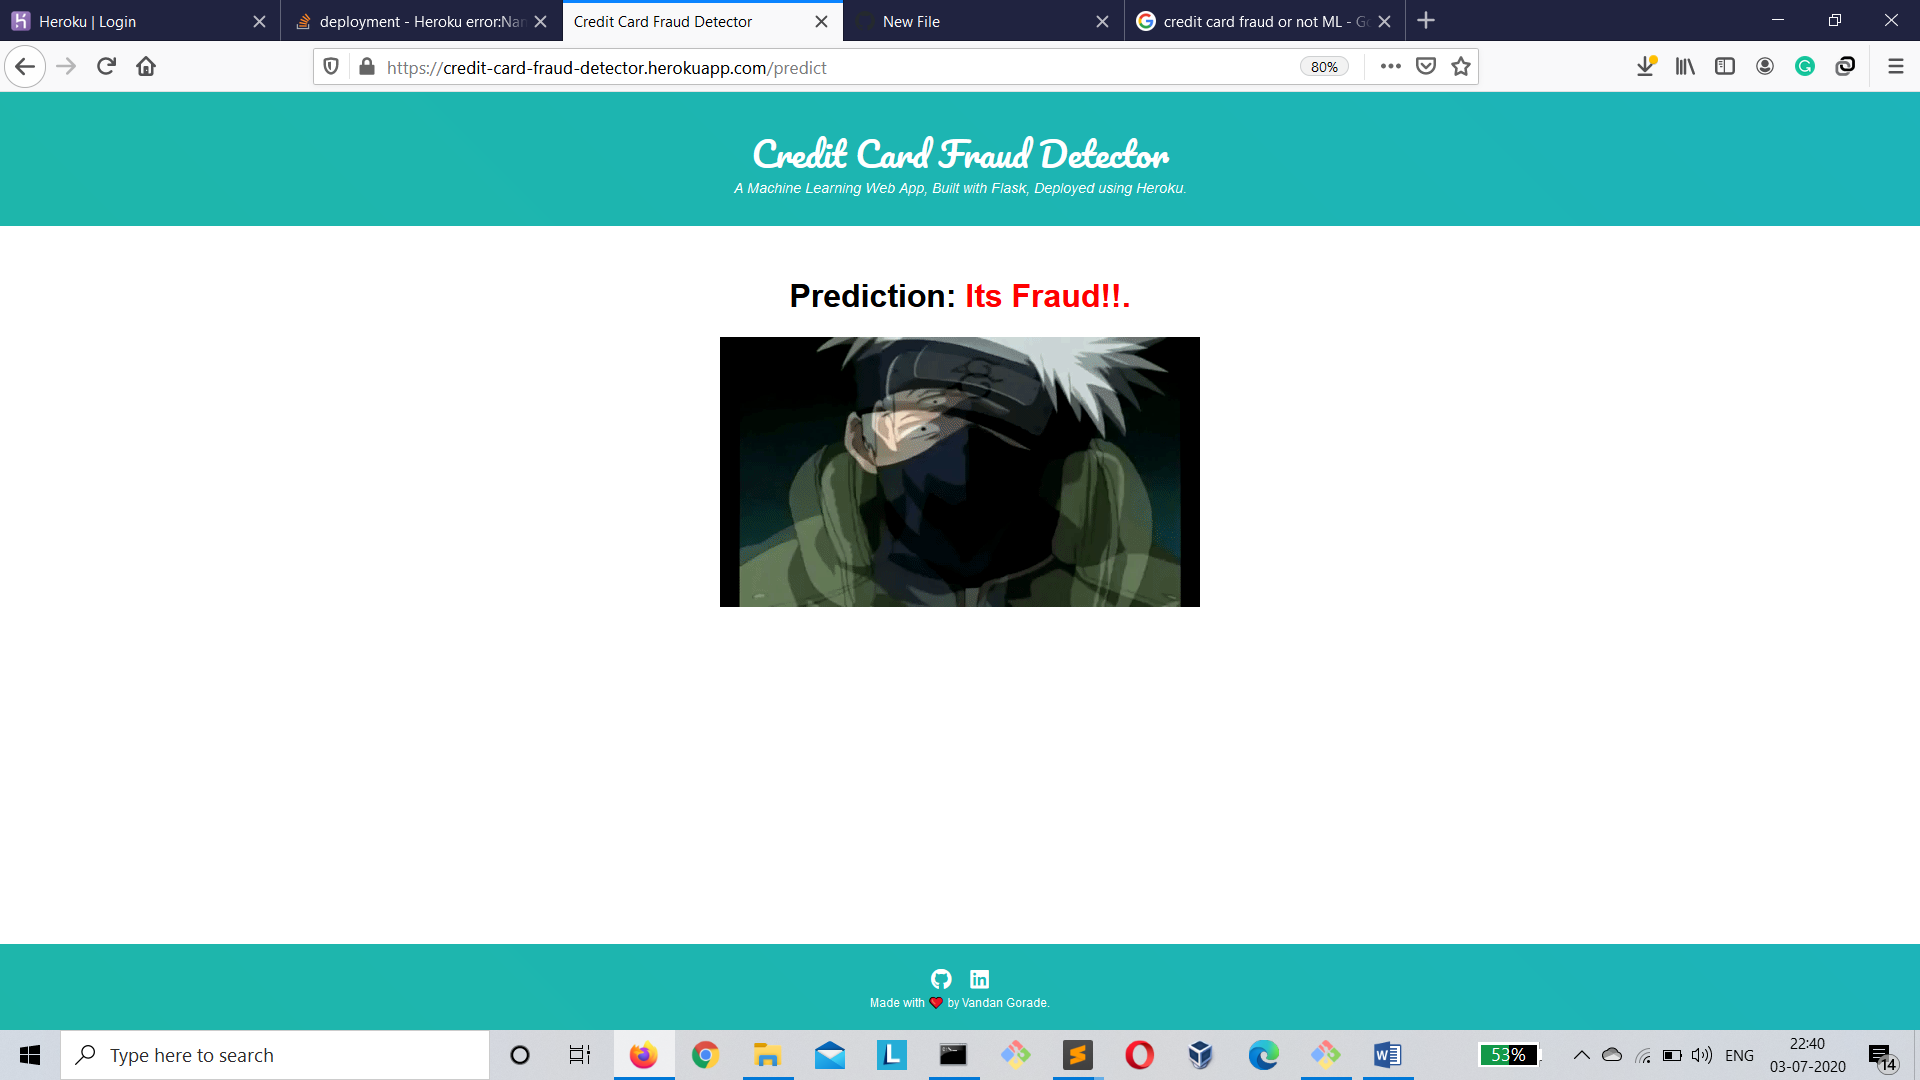 Heroku | Login
deployment - Heroku error:Nan
Credit Card Fraud Detector
New File
credit card fraud or not ML - Go
https://credit-card-fraud-detector.herokuapp.com/predict
80%
Credit Card Fraud Detector
A Machine Learning Web App, Built with Flask, Deployed using Heroku.
Prediction: Its Fraud!!.
Made with ❤ by Vandan Gorade.
Type here to search
53%
ENG
22:40
03-07-2020
14